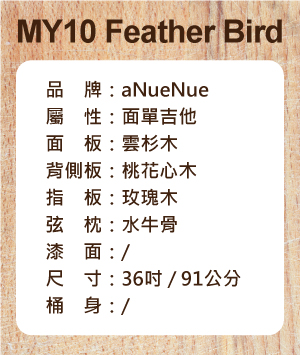 MY10 Feather Bird
品　牌：aNueNue
屬　性：面單吉他
面　板：雲杉木
背側板：桃花心木
指　板：玫瑰木
弦　枕：水牛骨
漆　面：/
尺　寸：36吋 / 91公分
桶　身：/